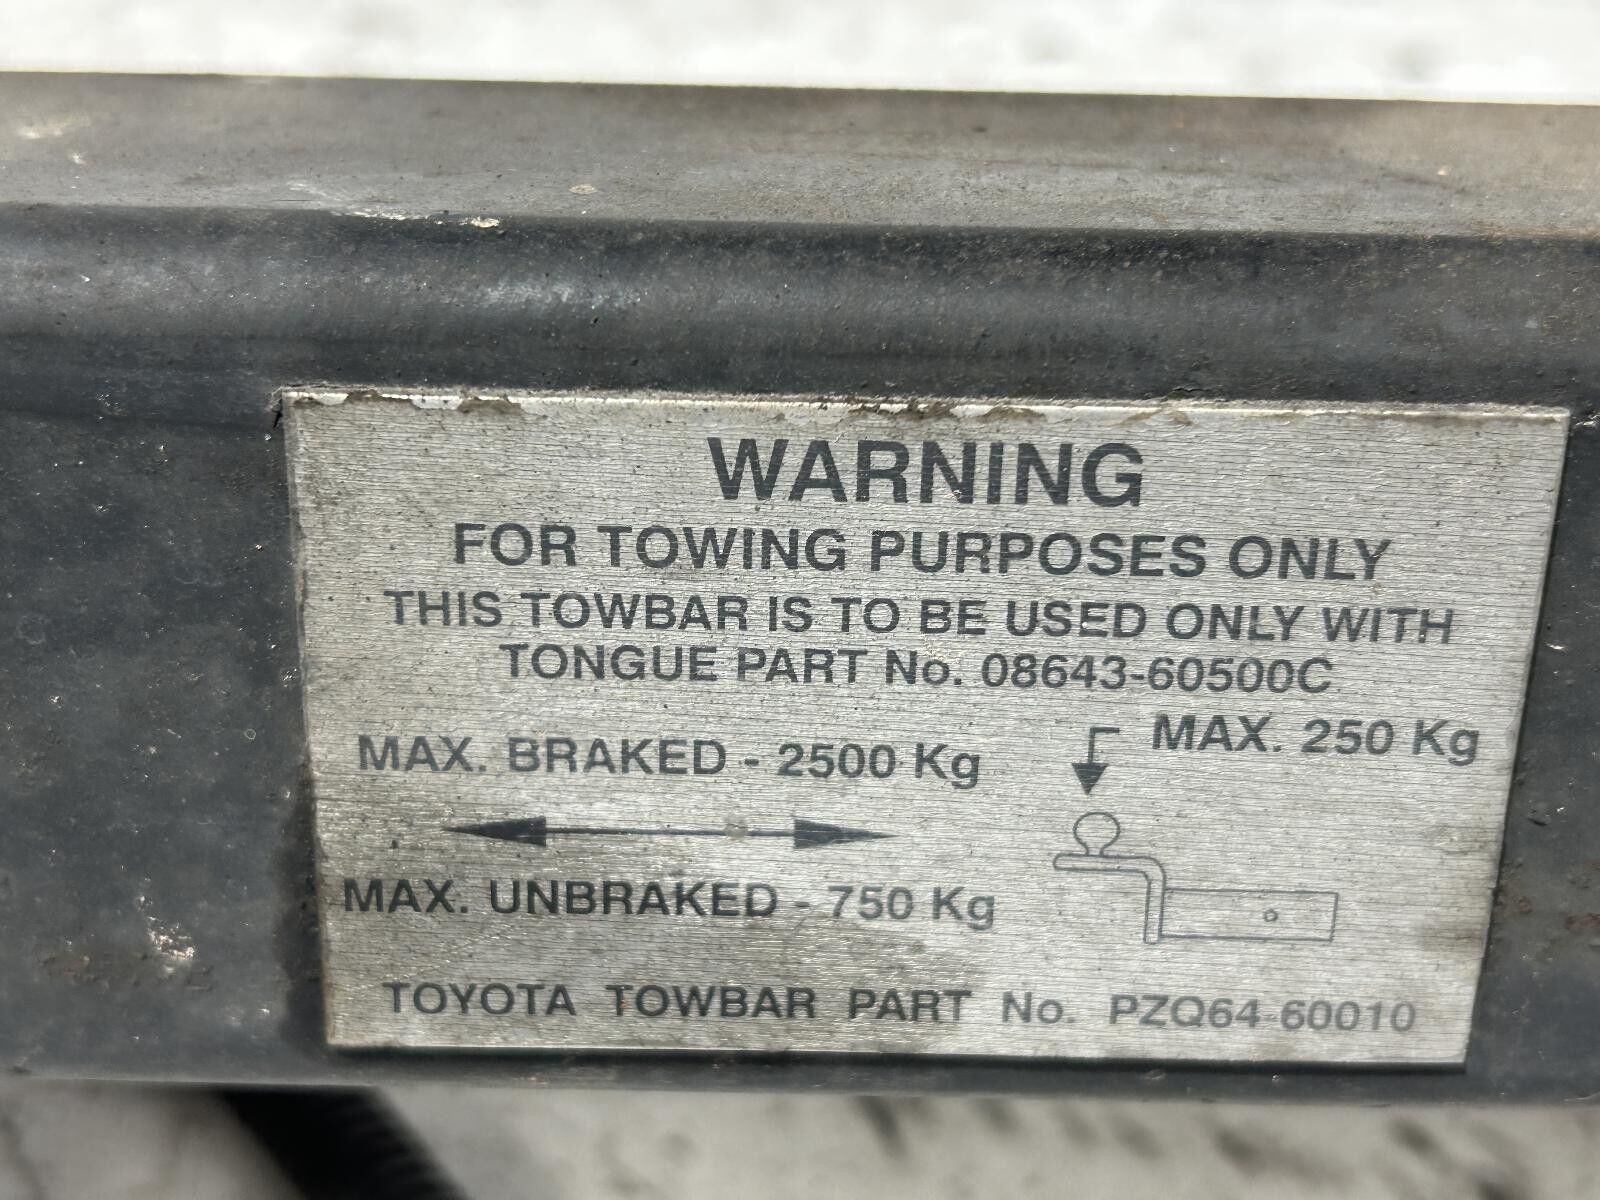 WARNING
FOR TOWING PURPOSES ONLY
THIS TOWBAR IS TO BE USED ONLY WITH
TONGUE PART No. 08643-60500C
MAX. 250 Kg
MAX. BRAKED - 2500 Kg
MAX. UNBRAKED - 750 Kg
TOYOTA TOWBAR PART No. PZQ64-60010